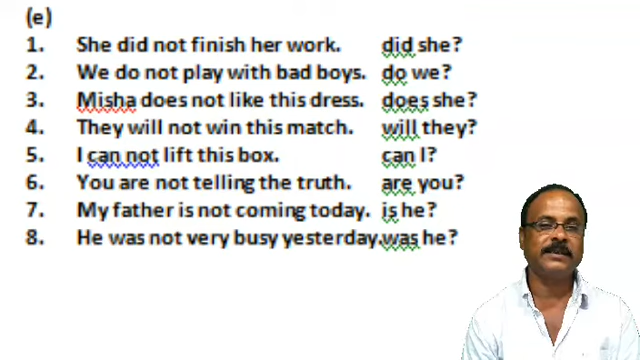 (e)
1. She did not finish her work. did she?
2. We do not play with bad boys. do we?
3. Misha does not like this dress. does she?
4. They will not win this match. will they?
5. I can not lift this box. can I?
6. You are not telling the truth. are you?
7. My father is not coming today. is he?
8. He was not very busy yesterday.was he?